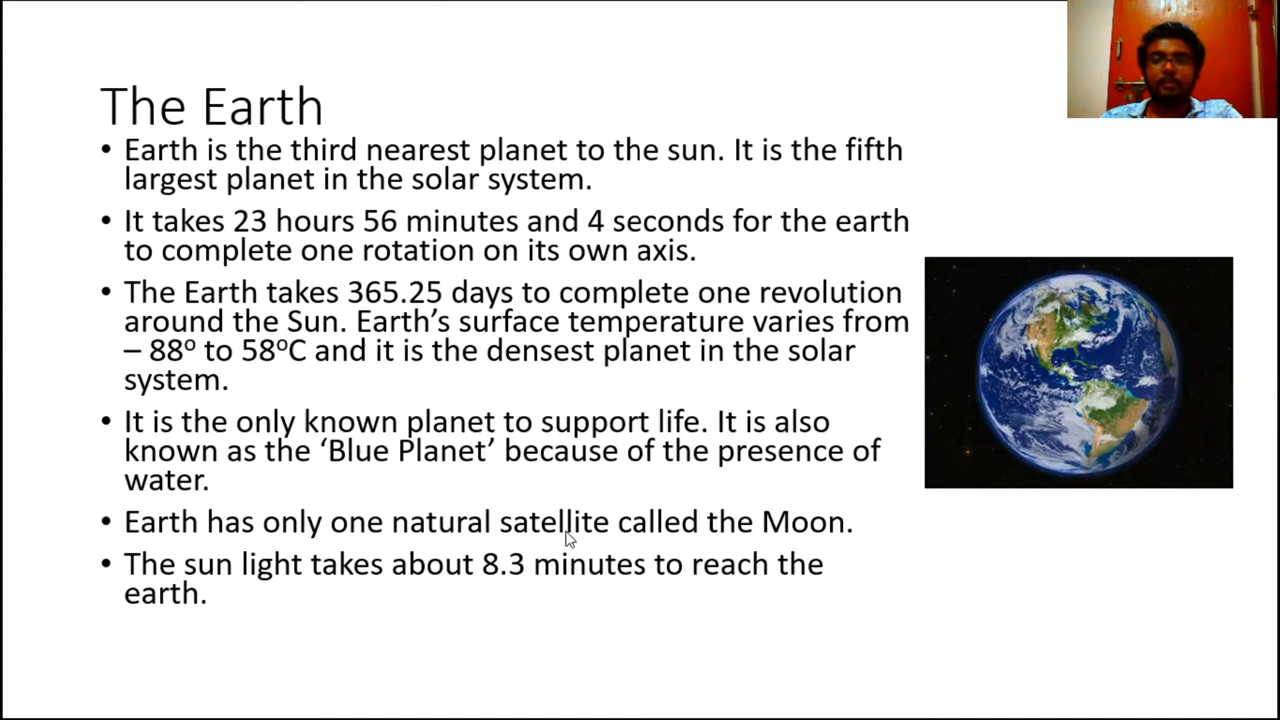 The Earth
• Earth is the third nearest planet to the sun. It is the fifth
largest planet in the solar system.
• It takes 23 hours 56 minutes and 4 seconds for the earth
to complete one rotation on its own axis.
• The Earth takes 365.25 days to complete one revolution
around the Sun. Earth’s surface temperature varies from
– 88º to 58ºC and it is the densest planet in the solar
system.
• It is the only known planet to support life. It is also
known as the ‘Blue Planet’ because of the presence of
water.
• Earth has only one natural satellite called the Moon.
• The sun light takes about 8.3 minutes to reach the
earth.